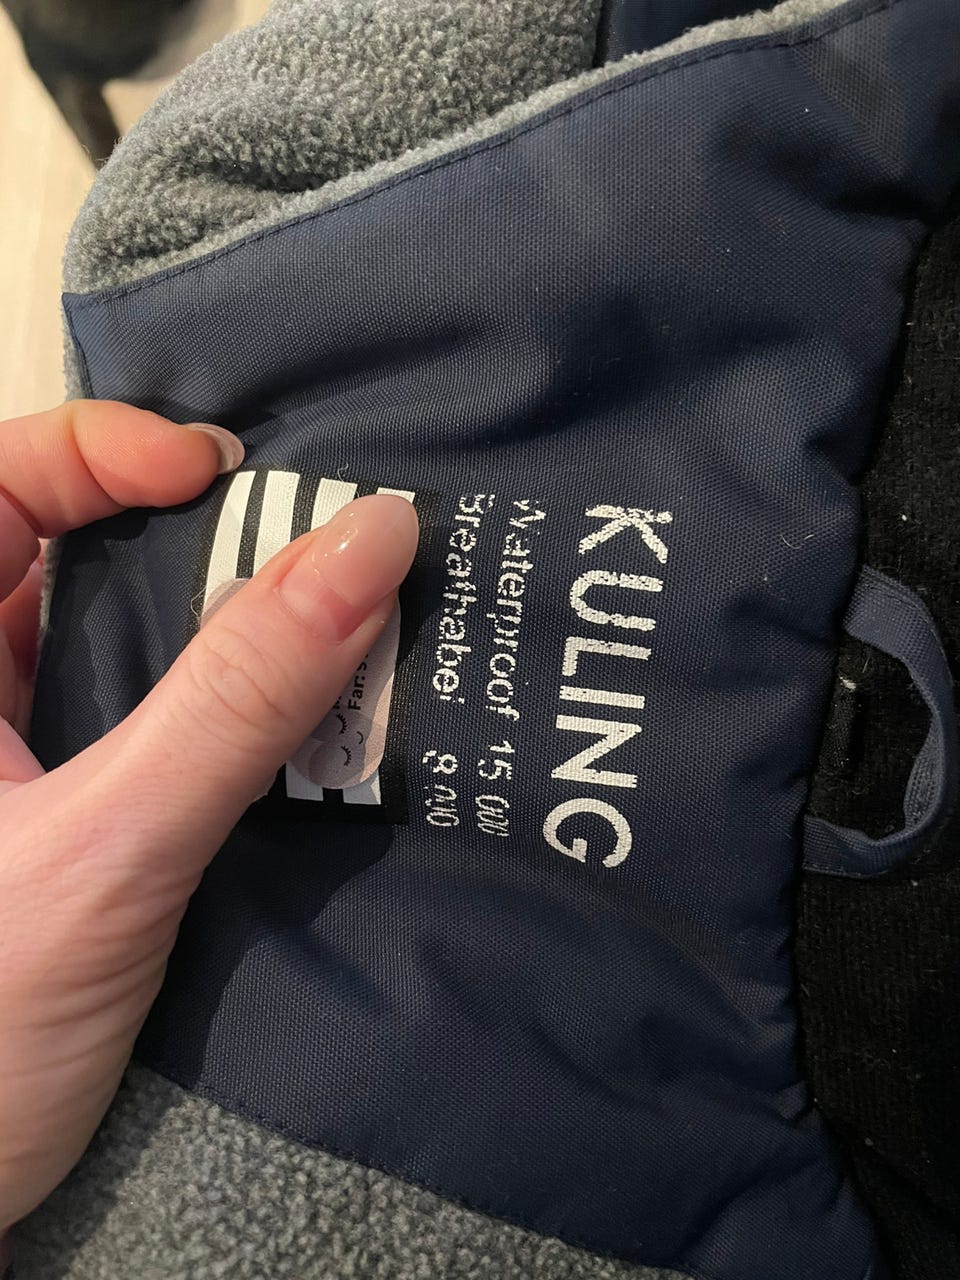 KULING
Waterproof 15 000
Breathabel 8 000